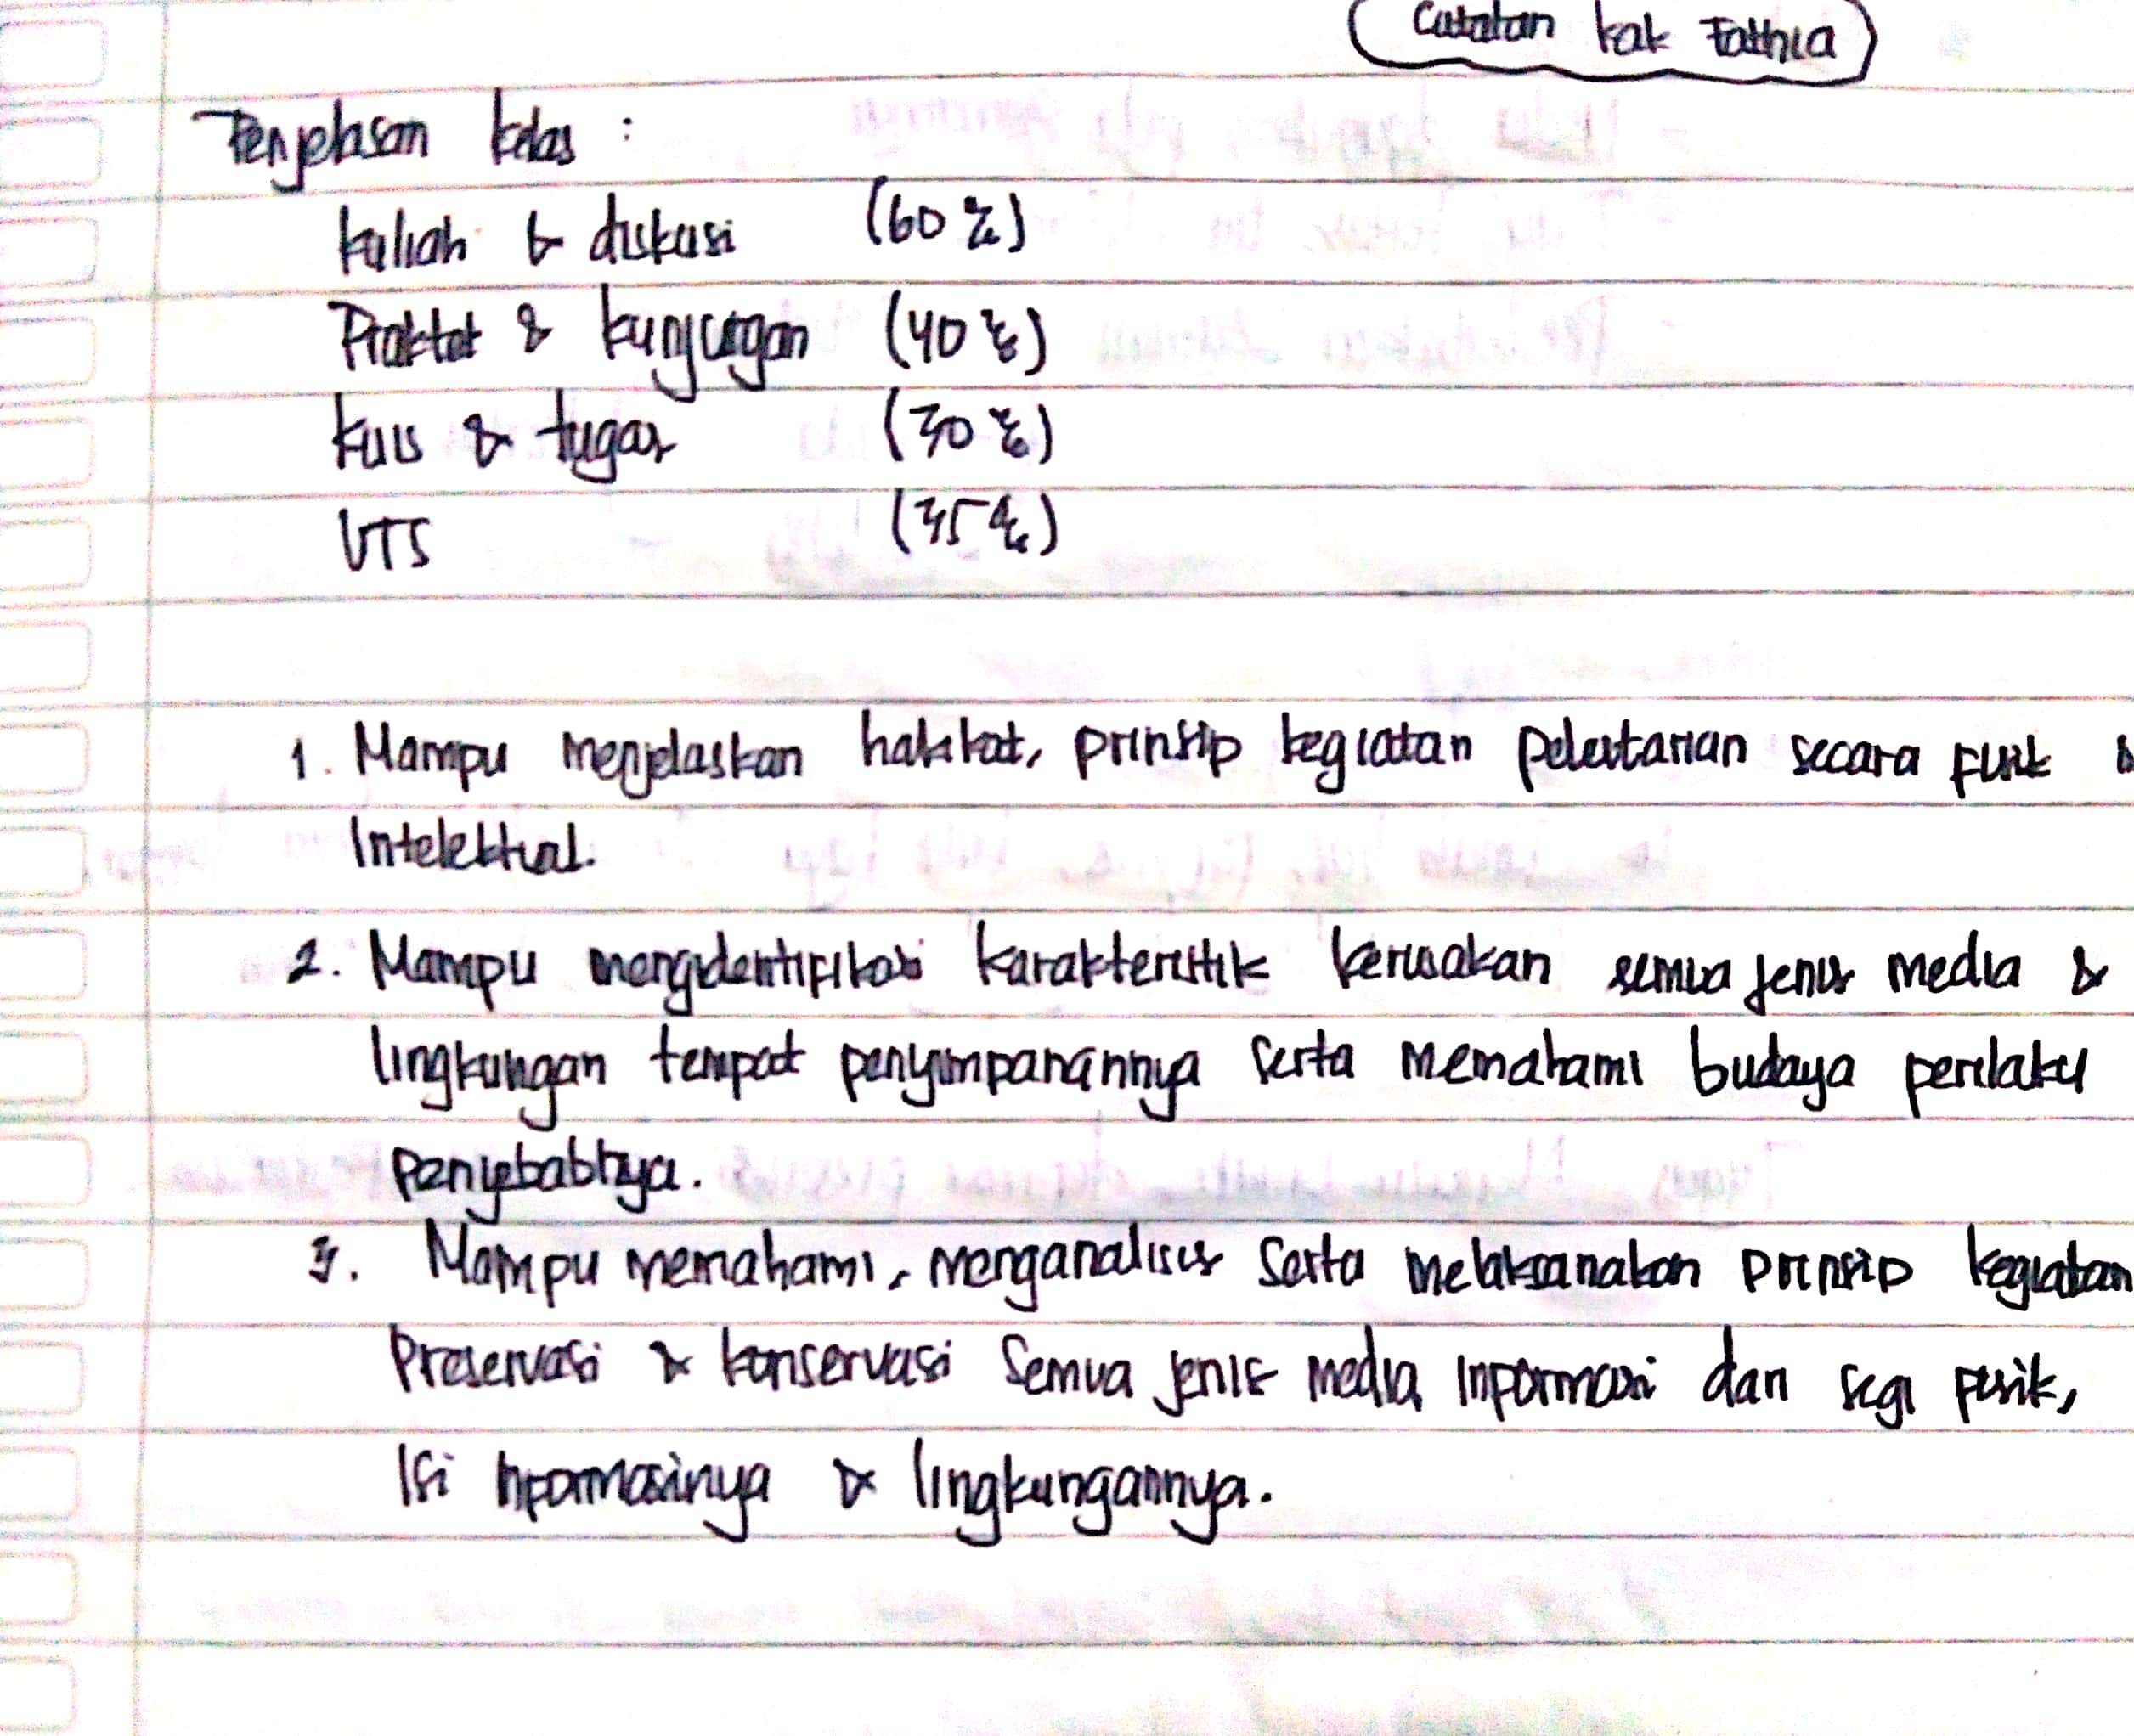 Catatan kak Fathia
Penjelasan kelas :
kuliah & diskusi (60 %)
Praktek & kunjungan (40 %)
kuis & tugas (30 %)
UTS (35 %)
1. Mampu menjelaskan hakikat, prinsip kegiatan pelestarian secara fisik &
Intelektual.
2. Mampu mengidentifikasi karakteristik kerusakan semua jenis media &
lingkungan tempat penyimpanannya serta memahami budaya perilaku
penyebabnya.
3. Mampu memahami, menganalisis serta melaksanakan prinsip kegiatan
Preservasi & konservasi semua jenis media informasi dari segi fisik,
Isi informasinya & lingkungannya.